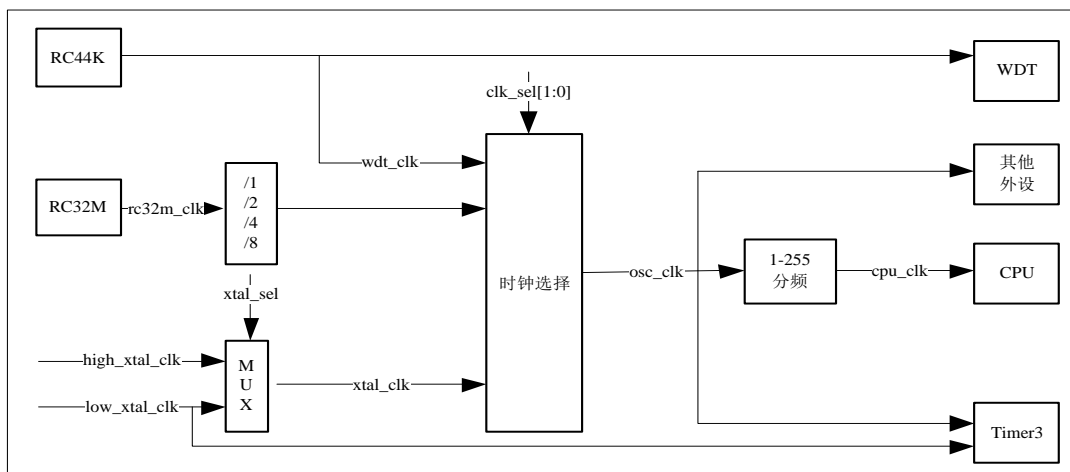 RC44K
WDT
clk_sel[1:0]
wdt_clk
其他
外设
RC32M
rc32m_clk
/1
/2
/4
/8
时钟选择
osc_clk
1-255
分频
cpu_clk
CPU
xtal_sel
high_xtal_clk
M
U
X
xtal_clk
low_xtal_clk
Timer3